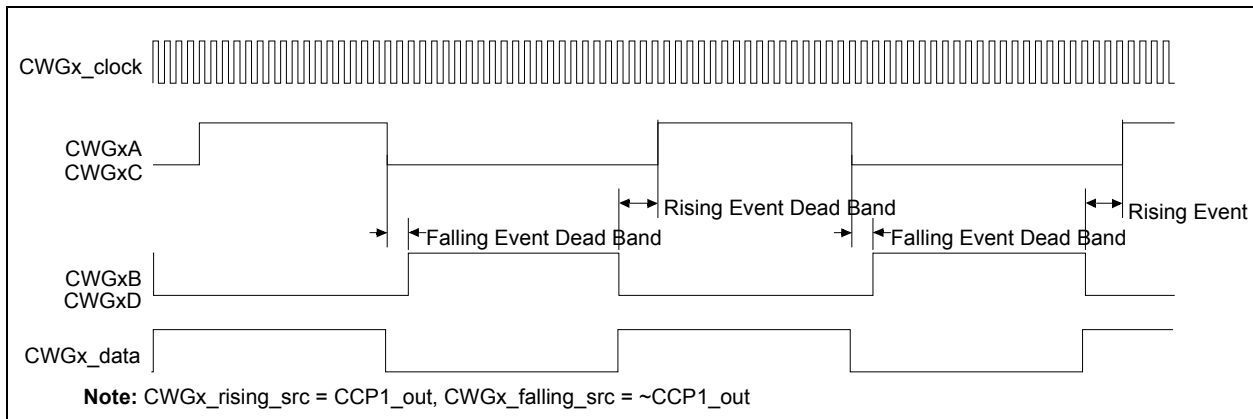 CWGx_clock
CWGxA
CWGxC
Rising Event Dead Band
Rising Event
Falling Event Dead Band
Falling Event Dead Band
CWGxB
CWGxD
CWGx_data
Note: CWGx_rising_src = CCP1_out, CWGx_falling_src = ~CCP1_out